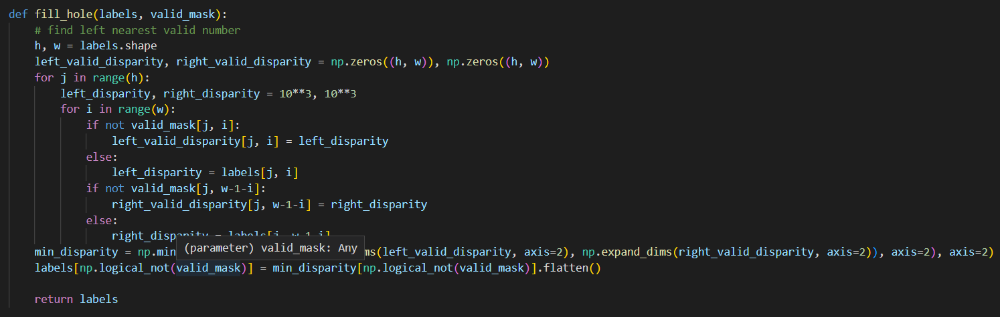 def fill_hole(labels, valid_mask):
    # find left nearest valid number
    h, w = labels.shape
    left_valid_disparity, right_valid_disparity = np.zeros((h, w)), np.zeros((h, w))
    for j in range(h):
        left_disparity, right_disparity = 10**3, 10**3
        for i in range(w):
            if not valid_mask[j, i]:
                left_valid_disparity[j, i] = left_disparity
            else:
                left_disparity = labels[j, i]
            if not valid_mask[j, w-1-i]:
                right_valid_disparity[j, w-1-i] = right_disparity
            else:
                right_disparity = labels[j, w-1-i]
(parameter) valid_mask: Any
    min_disparity = np.min ms(left_valid_disparity, axis=2), np.expand_dims(right_valid_disparity, axis=2)), axis=2), axis=2)
    labels[np.logical_not(valid_mask)] = min_disparity[np.logical_not(valid_mask)].flatten()
    return labels